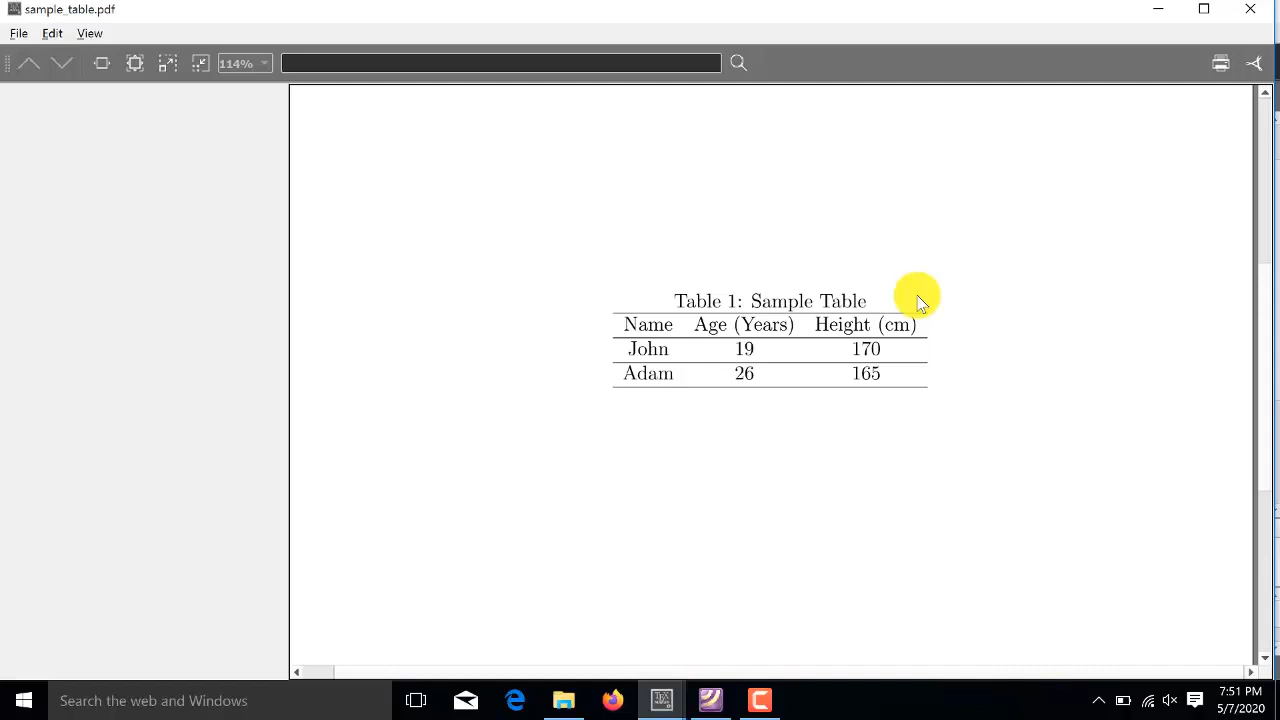 sample_table.pdf
File Edit View
114%
Table 1: Sample Table
Name Age (Years) Height (cm)
John 19 170
Adam 26 165
Search the web and Windows
7:51 PM
5/7/2020